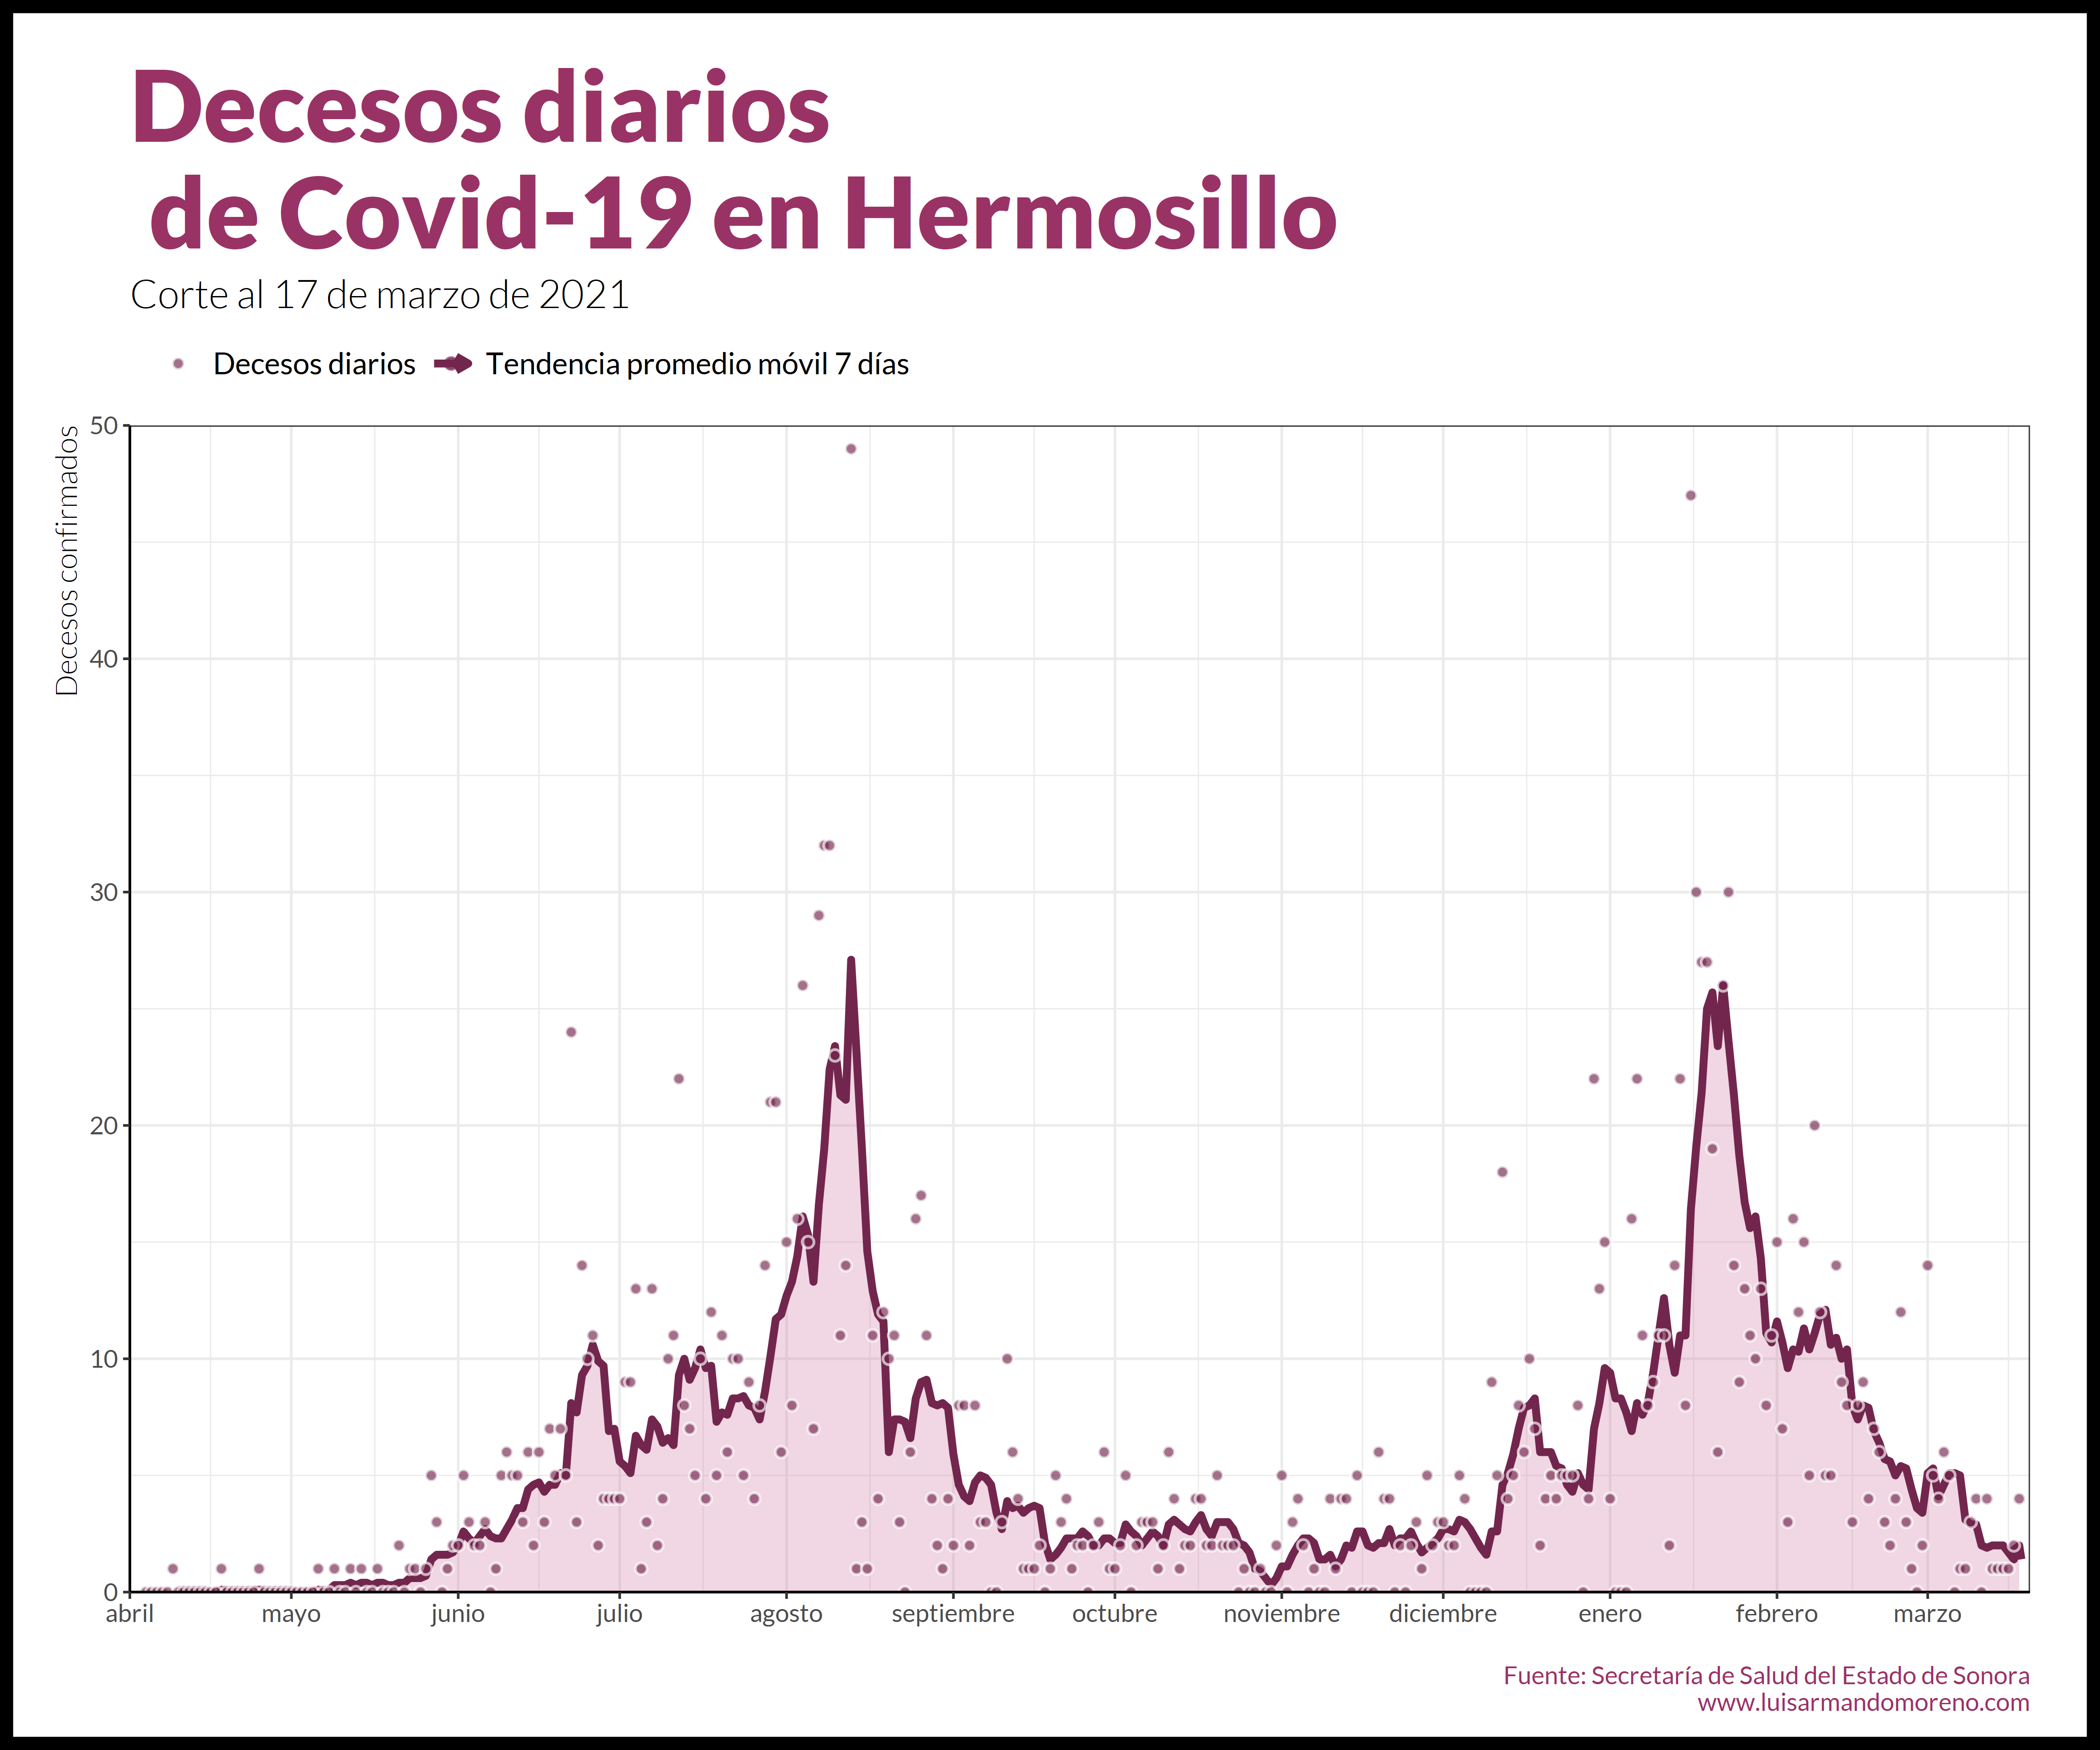 Decesos diarios
de Covid-19 en Hermosillo
Corte al 17 de marzo de 2021
Decesos diarios Tendencia promedio móvil 7 días
Decesos confirmados
50
40
30
20
10
0
abril mayo junio julio agosto septiembre octubre noviembre diciembre enero febrero marzo
Fuente: Secretaría de Salud del Estado de Sonora
www.luisarmandomoreno.com